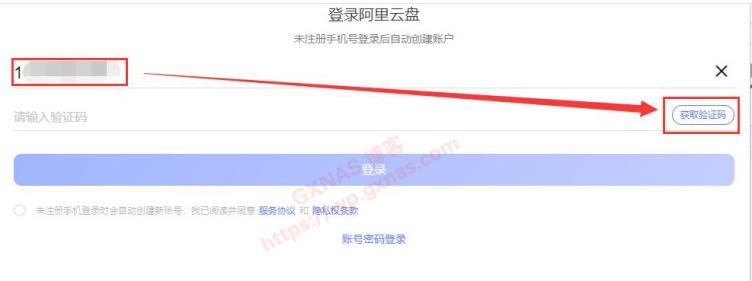 登录阿里云盘
未注册手机号登录后自动创建账户
1
请输入验证码 获取验证码
登录
未注册手机登录时会自动创建新账号，我已阅读并同意 服务协议 和 隐私权条款
账号密码登录
GXNAS博客
https://wp.gxnas.com